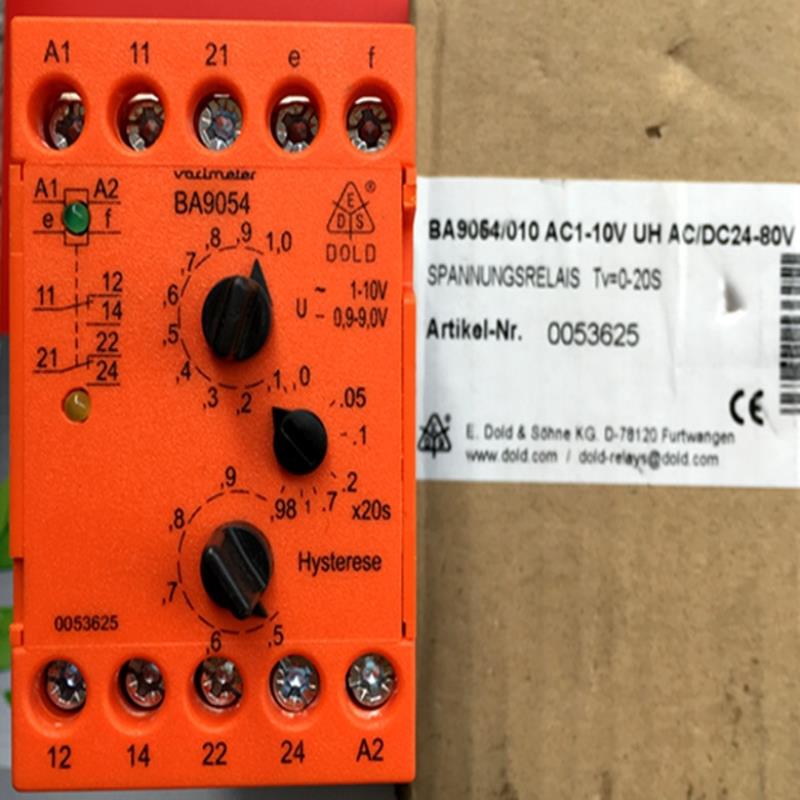 A1 11 21 e f
varimeter
BA9054
A1 A2
e f
E
D S ®
DOLD
11 12
14
21 22
24
,8 ,9 1,0
,7
,6
,5
,4
,3 ,2 ,1
U ~ 1-10V
- 0,9-9,0V
,0
.05
.1
.2
.7
1
.98
x20s
,9
,8
,7
,6
,5
Hysterese
0053625
12 14 22 24 A2
BA9054/010 AC1-10V UH AC/DC24-80V
SPANNUNGSRELAIS Tv=0-20S
Artikel-Nr. 0053625
CE
E. Dold & Söhne KG. D-78120 Furtwangen
www.dold.com / dold-relays@dold.com